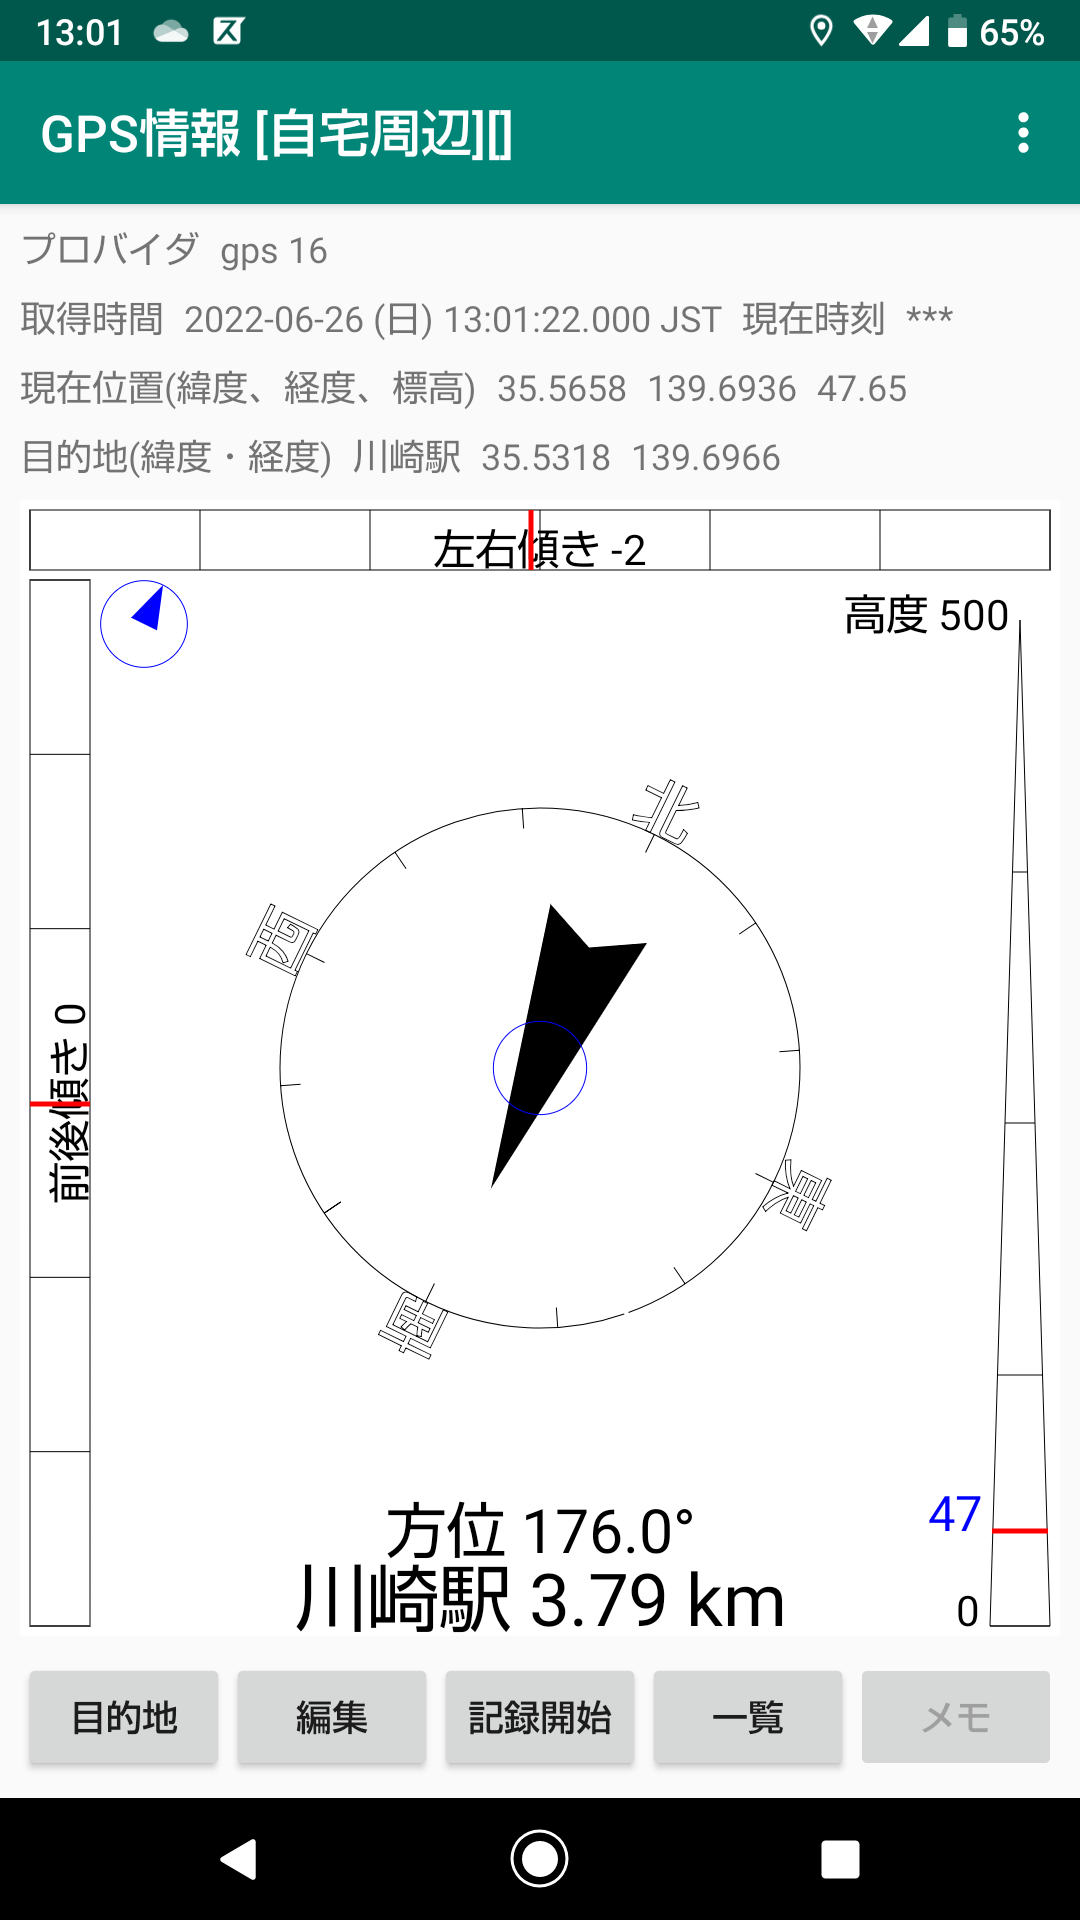 13:01 65%
GPS情報 [自宅周辺][]
プロバイダ gps 16
取得時間 2022-06-26 (日) 13:01:22.000 JST 現在時刻 ***
現在位置(緯度、経度、標高) 35.5658 139.6936 47.65
目的地(緯度・経度) 川崎駅 35.5318 139.6966
左右傾き -2
高度 500
北
西
前後傾き 0
東
南
47
方位 176.0°
川崎駅 3.79 km
0
目的地 編集 記録開始 一覧 メモ